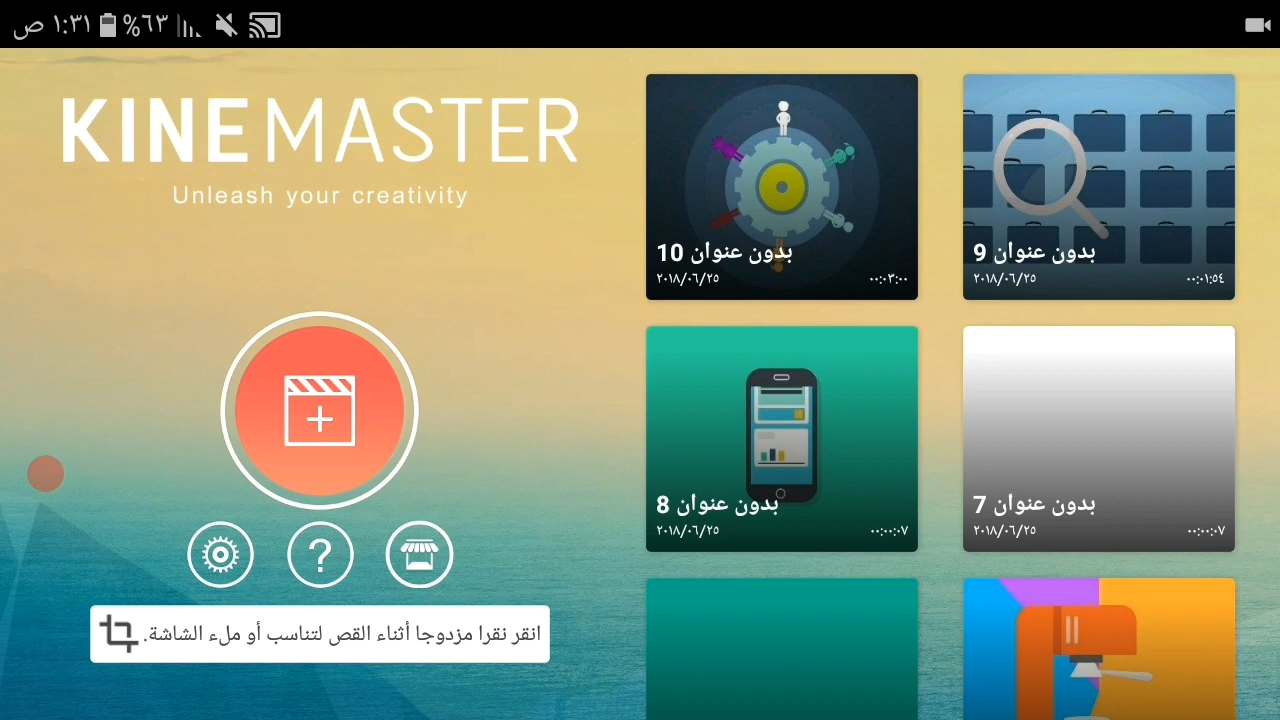 ص ١:٣١ %٦٣
KINEMASTER
Unleash your creativity
انقر نقرا مزدوجا أثناء القص لتناسب أو ملء الشاشة.
بدون عنوان 10
٢٠١٨/٠٦/٢٥ ٠٠:٠٣:٠٠
بدون عنوان 9
٢٠١٨/٠٦/٢٥ ٠٠:٠١:٥٤
بدون عنوان 8
٢٠١٨/٠٦/٢٥ ٠٠:٠٠:٠٧
بدون عنوان 7
٢٠١٨/٠٦/٢٥ ٠٠:٠٠:٠٧